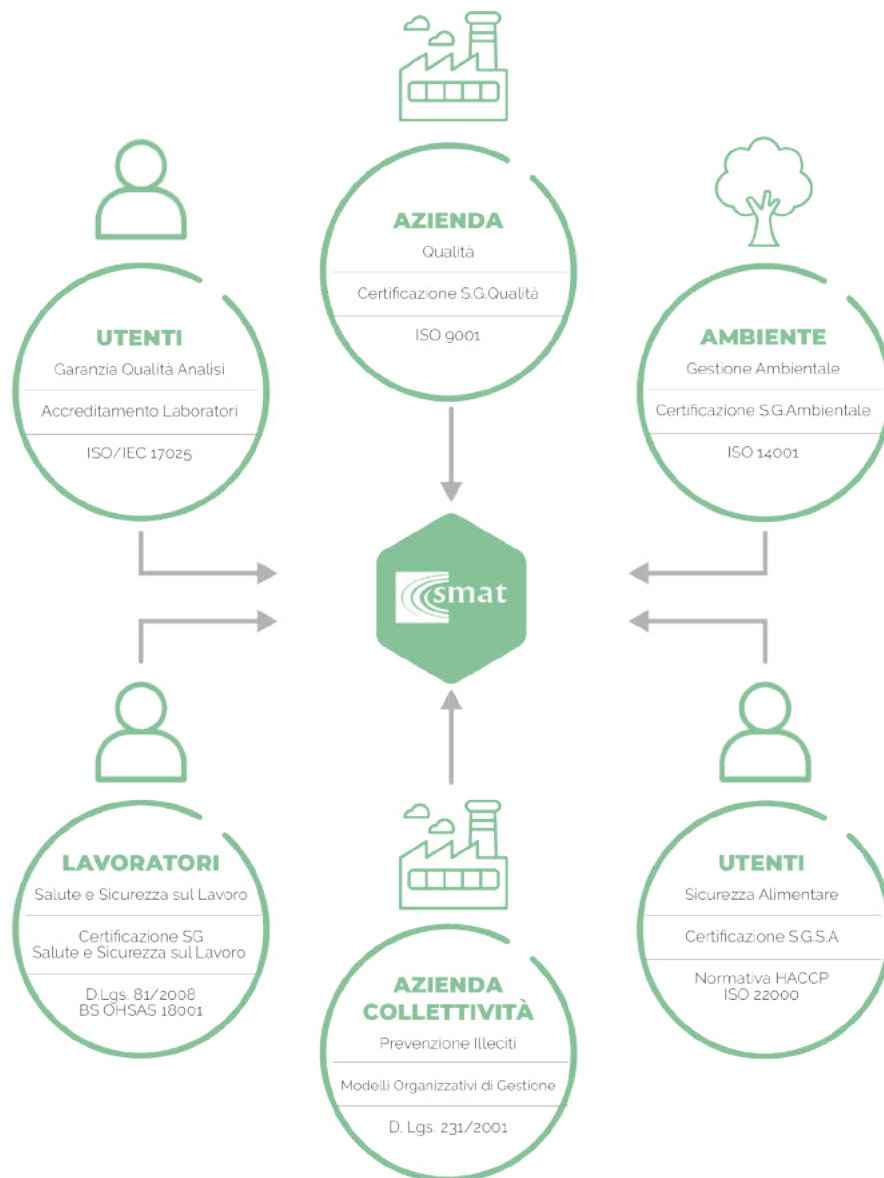 AZIENDA
Qualità
Certificazione S.G.Qualità
ISO 9001
UTENTI
Garanzia Qualità Analisi
Accreditamento Laboratori
ISO/IEC 17025
AMBIENTE
Gestione Ambientale
Certificazione S.G.Ambientale
ISO 14001
smat
LAVORATORI
Salute e Sicurezza sul Lavoro
Certificazione SG
Salute e Sicurezza sul Lavoro
D.Lgs. 81/2008
BS OHSAS 18001
AZIENDA
COLLETTIVITÀ
Prevenzione Illeciti
Modelli Organizzativi di Gestione
D. Lgs. 231/2001
UTENTI
Sicurezza Alimentare
Certificazione S.G.S.A
Normativa HACCP
ISO 22000